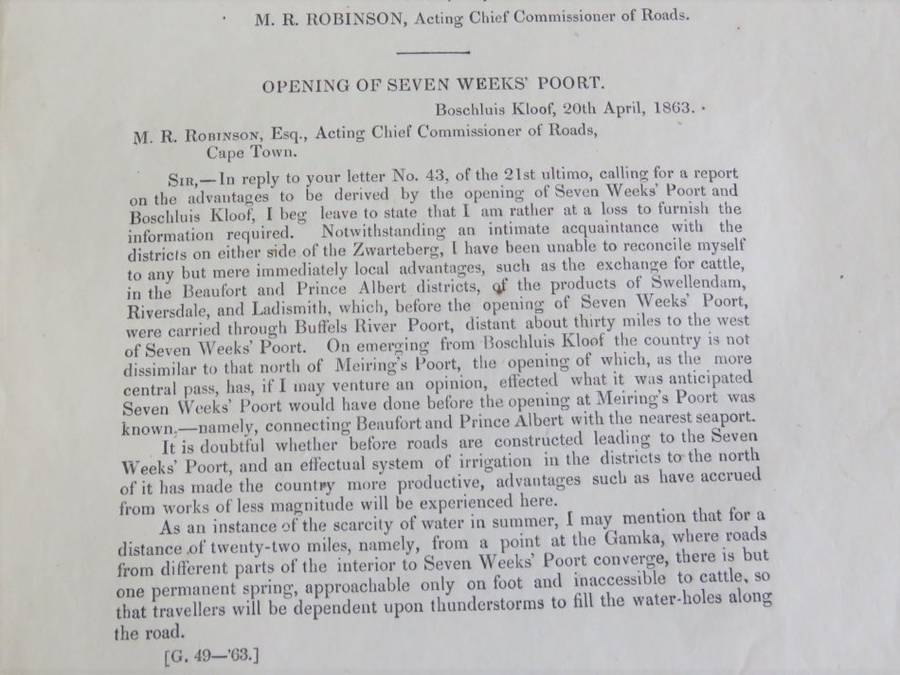 M. R. ROBINSON, Acting Chief Commissioner of Roads.
OPENING OF SEVEN WEEKS' POORT.
Boschluis Kloof, 20th April, 1863.
M. R. ROBINSON, Esq., Acting Chief Commissioner of Roads,
Cape Town.
SIR,—In reply to your letter No. 43, of the 21st ultimo, calling for a report
on the advantages to be derived by the opening of Seven Weeks' Poort and
Boschluis Kloof, I beg leave to state that I am rather at a loss to furnish the
information required. Notwithstanding an intimate acquaintance with the
districts on either side of the Zwarteberg, I have been unable to reconcile myself
to any but mere immediately local advantages, such as the exchange for cattle,
in the Beaufort and Prince Albert districts, of the products of Swellendam,
Riversdale, and Ladismith, which, before the opening of Seven Weeks' Poort,
were carried through Buffels River Poort, distant about thirty miles to the west
of Seven Weeks' Poort. On emerging from Boschluis Kloof the country is not
dissimilar to that north of Meiring's Poort, the opening of which, as the more
central pass, has, if I may venture an opinion, effected what it was anticipated
Seven Weeks' Poort would have done before the opening at Meiring's Poort was
known,—namely, connecting Beaufort and Prince Albert with the nearest seaport.
It is doubtful whether before roads are constructed leading to the Seven
Weeks' Poort, and an effectual system of irrigation in the districts to the north
of it has made the country more productive, advantages such as have accrued
from works of less magnitude will be experienced here.
As an instance of the scarcity of water in summer, I may mention that for a
distance of twenty-two miles, namely, from a point at the Gamka, where roads
from different parts of the interior to Seven Weeks' Poort converge, there is but
one permanent spring, approachable only on foot and inaccessible to cattle, so
that travellers will be dependent upon thunderstorms to fill the water-holes along
the road.
[G. 49—'63.]